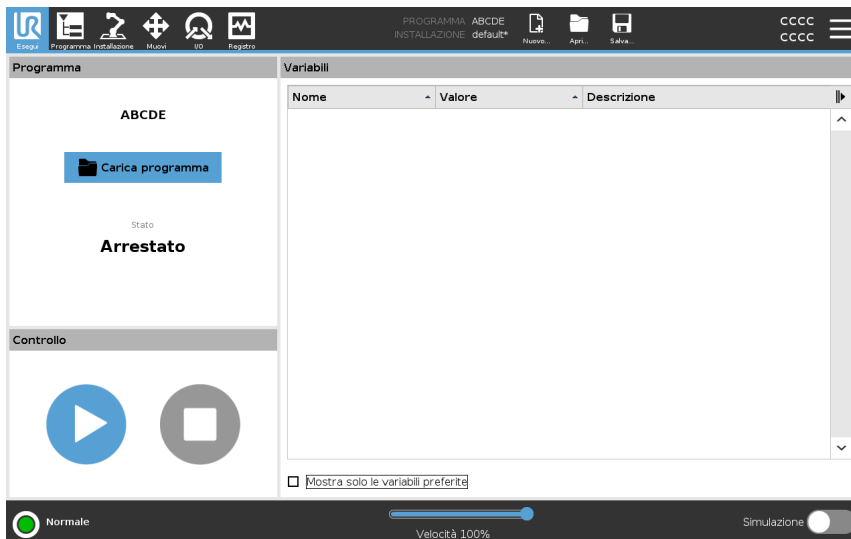 UR
Esegui
Programma
Installazione
Muovi
I/O
Registro
PROGRAMMA ABCDE
INSTALLAZIONE default*
Nuovo...
Apri...
Salva...
CCCC
CCCC
Programma
ABCDE
Carica programma
Stato
Arrestato
Controllo
Variabili
Nome
Valore
Descrizione
Mostra solo le variabili preferite
Normale
Velocità 100%
Simulazione